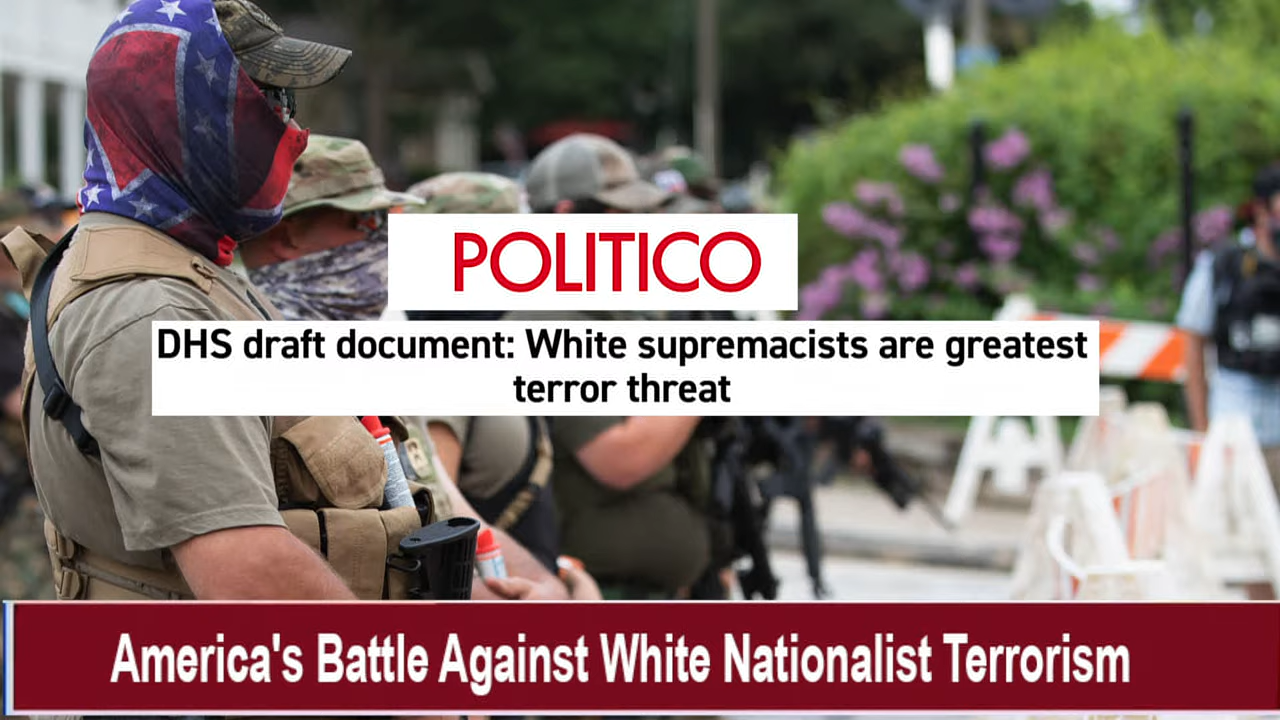 POLITICO
DHS draft document: White supremacists are greatest
terror threat
America's Battle Against White Nationalist Terrorism